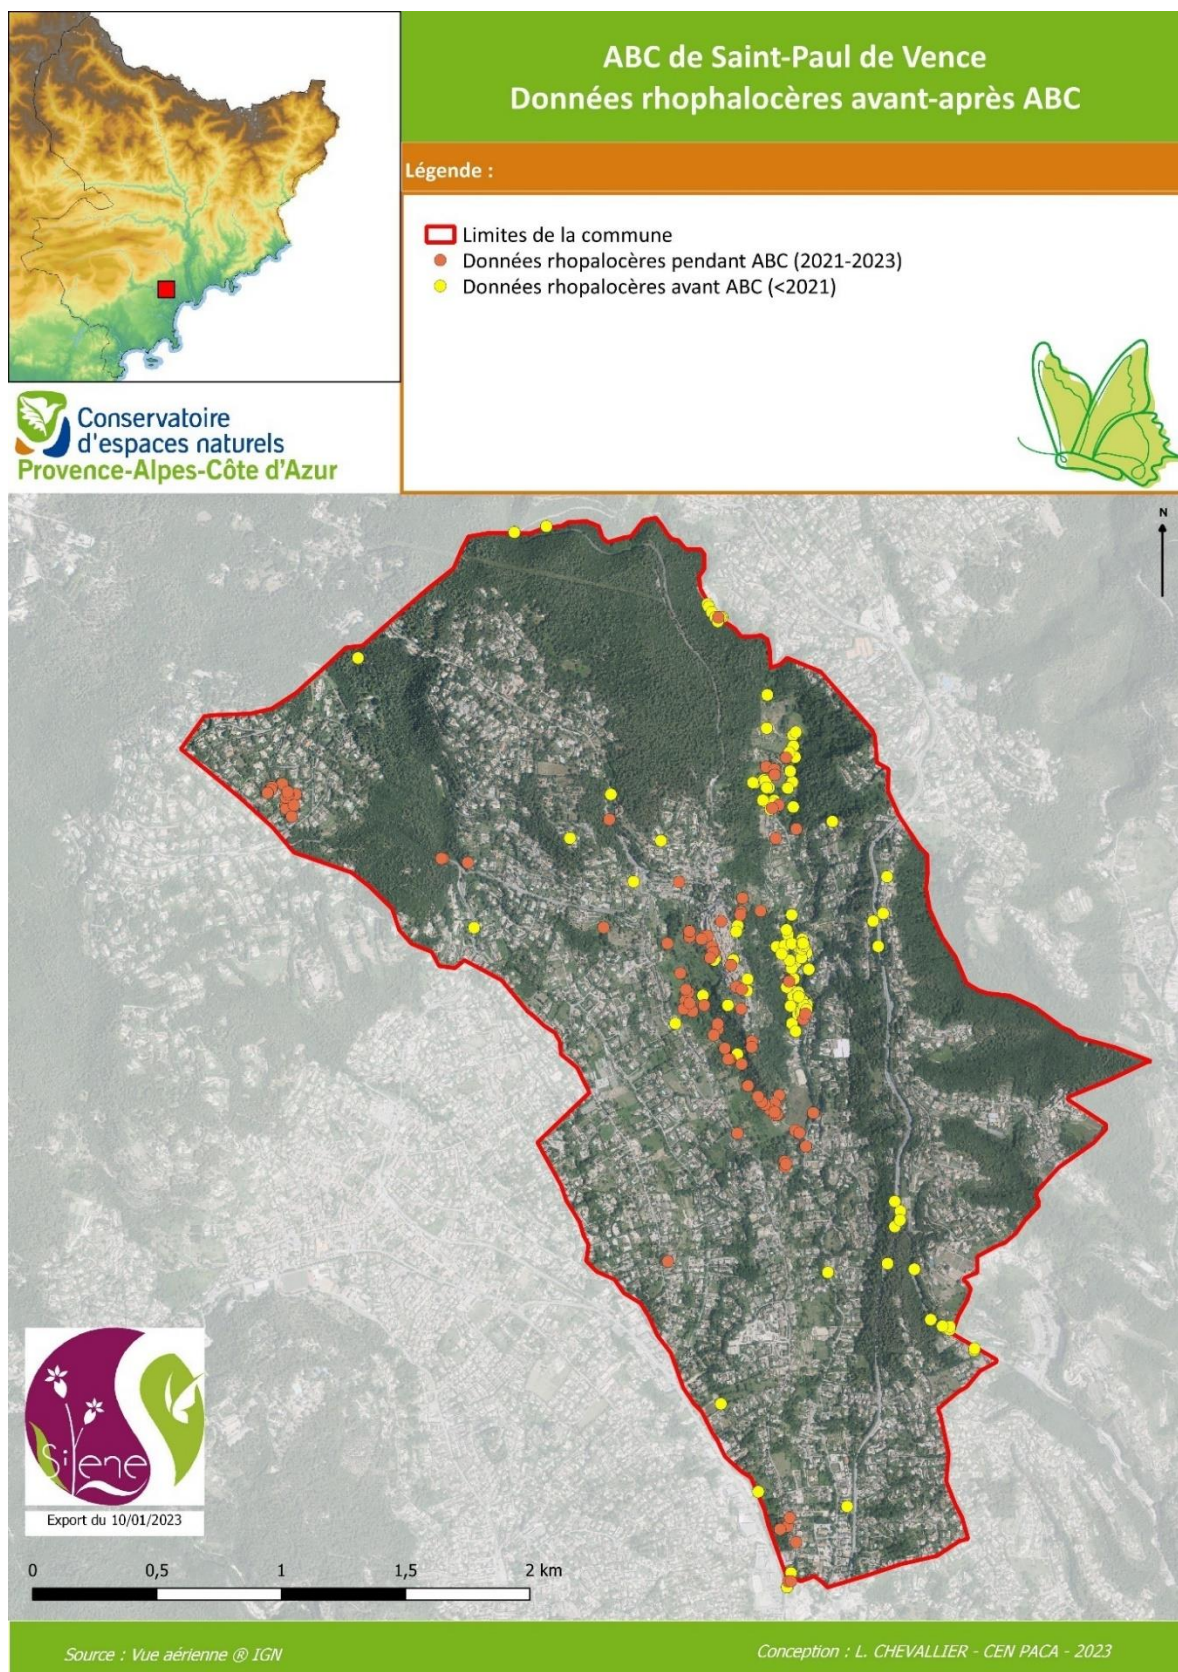 ABC de Saint-Paul de Vence
Données rhophalocères avant-après ABC
Légende :
Limites de la commune
Données rhopalocères pendant ABC (2021-2023)
Données rhopalocères avant ABC (<2021)
Conservatoire
d'espaces naturels
Provence-Alpes-Côte d'Azur
N
Silene
Export du 10/01/2023
0 0,5 1 1,5 2 km
Source : Vue aérienne ® IGN
Conception : L. CHEVALLIER - CEN PACA - 2023